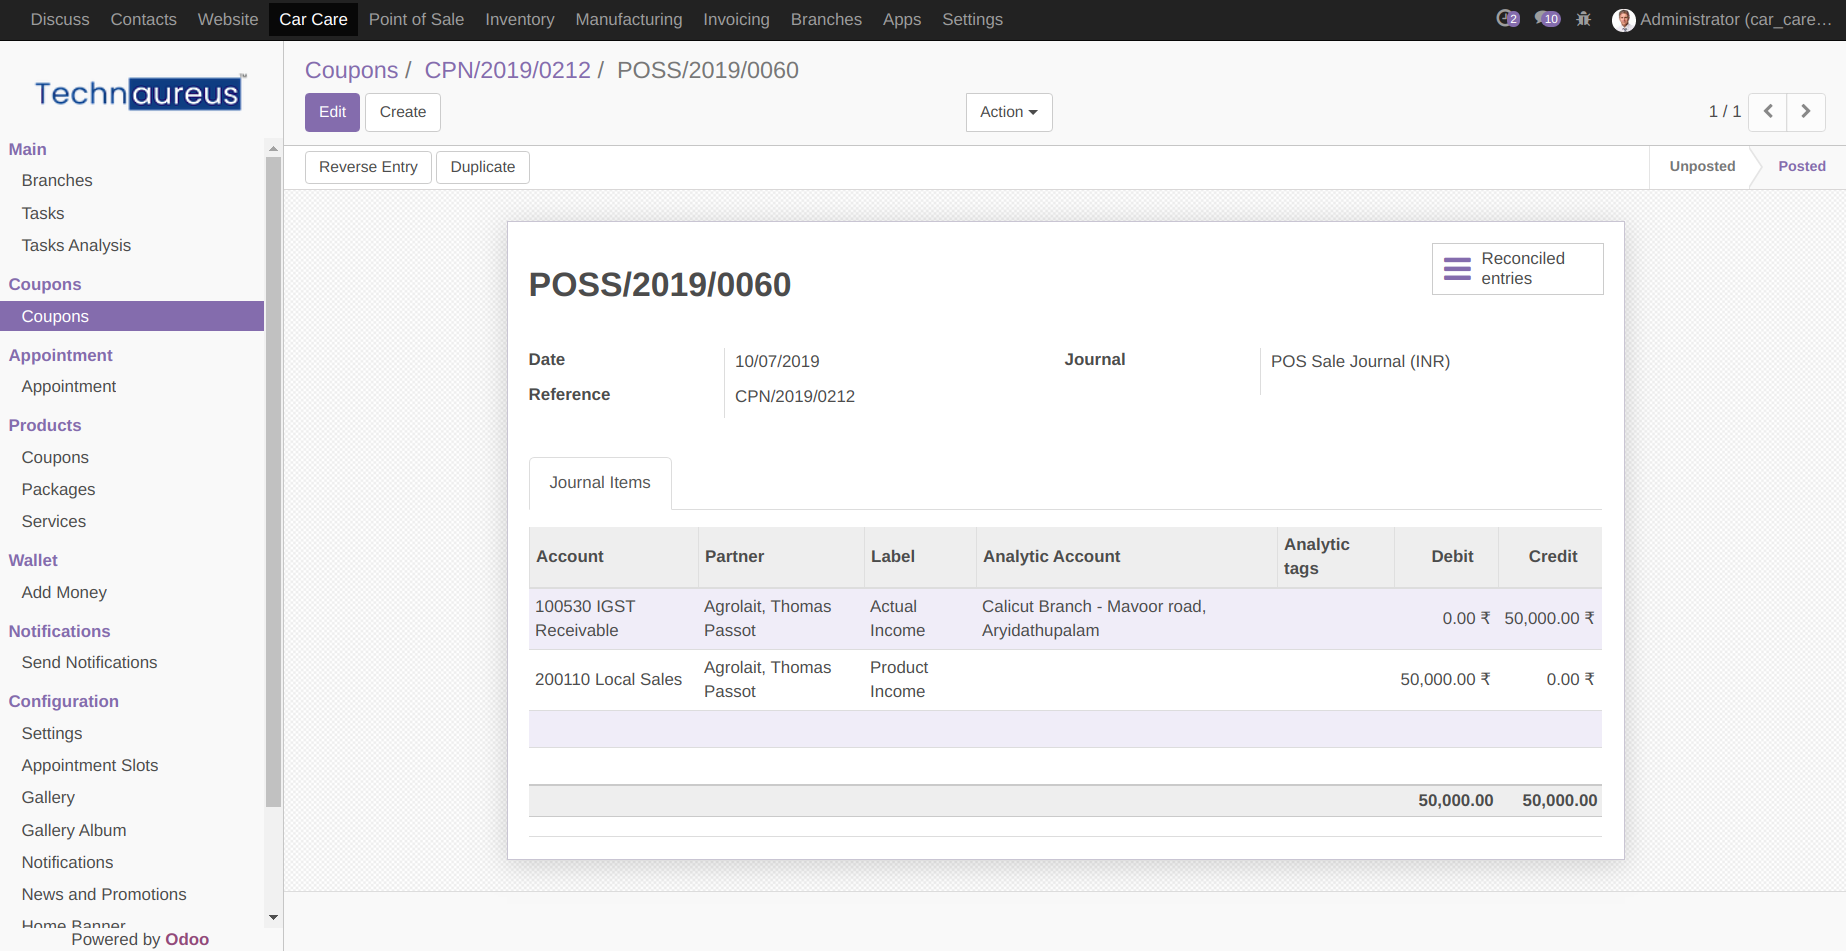 Discuss Contacts Website Car Care Point of Sale Inventory Manufacturing Invoicing Branches Apps Settings 2 10 Administrator (car_care...
Technaureus™
Main
Branches
Tasks
Tasks Analysis
Coupons
Coupons
Appointment
Appointment
Products
Coupons
Packages
Services
Wallet
Add Money
Notifications
Send Notifications
Configuration
Settings
Appointment Slots
Gallery
Gallery Album
Notifications
News and Promotions
Home Banner
Powered by Odoo
Coupons / CPN/2019/0212 / POSS/2019/0060
Edit Create Action 1 / 1
Reverse Entry Duplicate Unposted Posted
Reconciled
entries
POSS/2019/0060
Date 10/07/2019 Journal POS Sale Journal (INR)
Reference CPN/2019/0212
Journal Items
Account Partner Label Analytic Account Analytic
tags Debit Credit
100530 IGST
Receivable Agrolait, Thomas
Passot Actual
Income Calicut Branch - Mavoor road,
Aryidathupalam 0.00 ₹ 50,000.00 ₹
200110 Local Sales Agrolait, Thomas
Passot Product
Income 50,000.00 ₹ 0.00 ₹
50,000.00 50,000.00